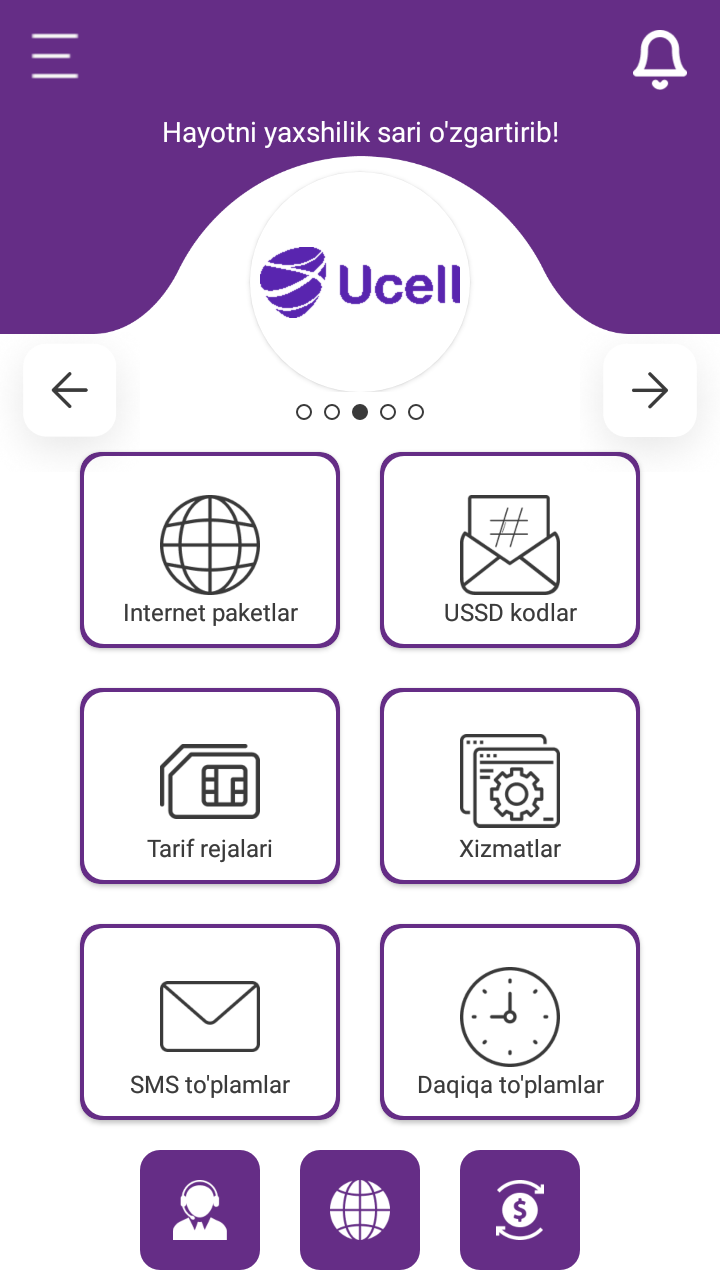 Hayotni yaxshilik sari o'zgartirib!
Ucell
Internet paketlar
USSD kodlar
Tarif rejalari
Xizmatlar
SMS to'plamlar
Daqiqa to'plamlar